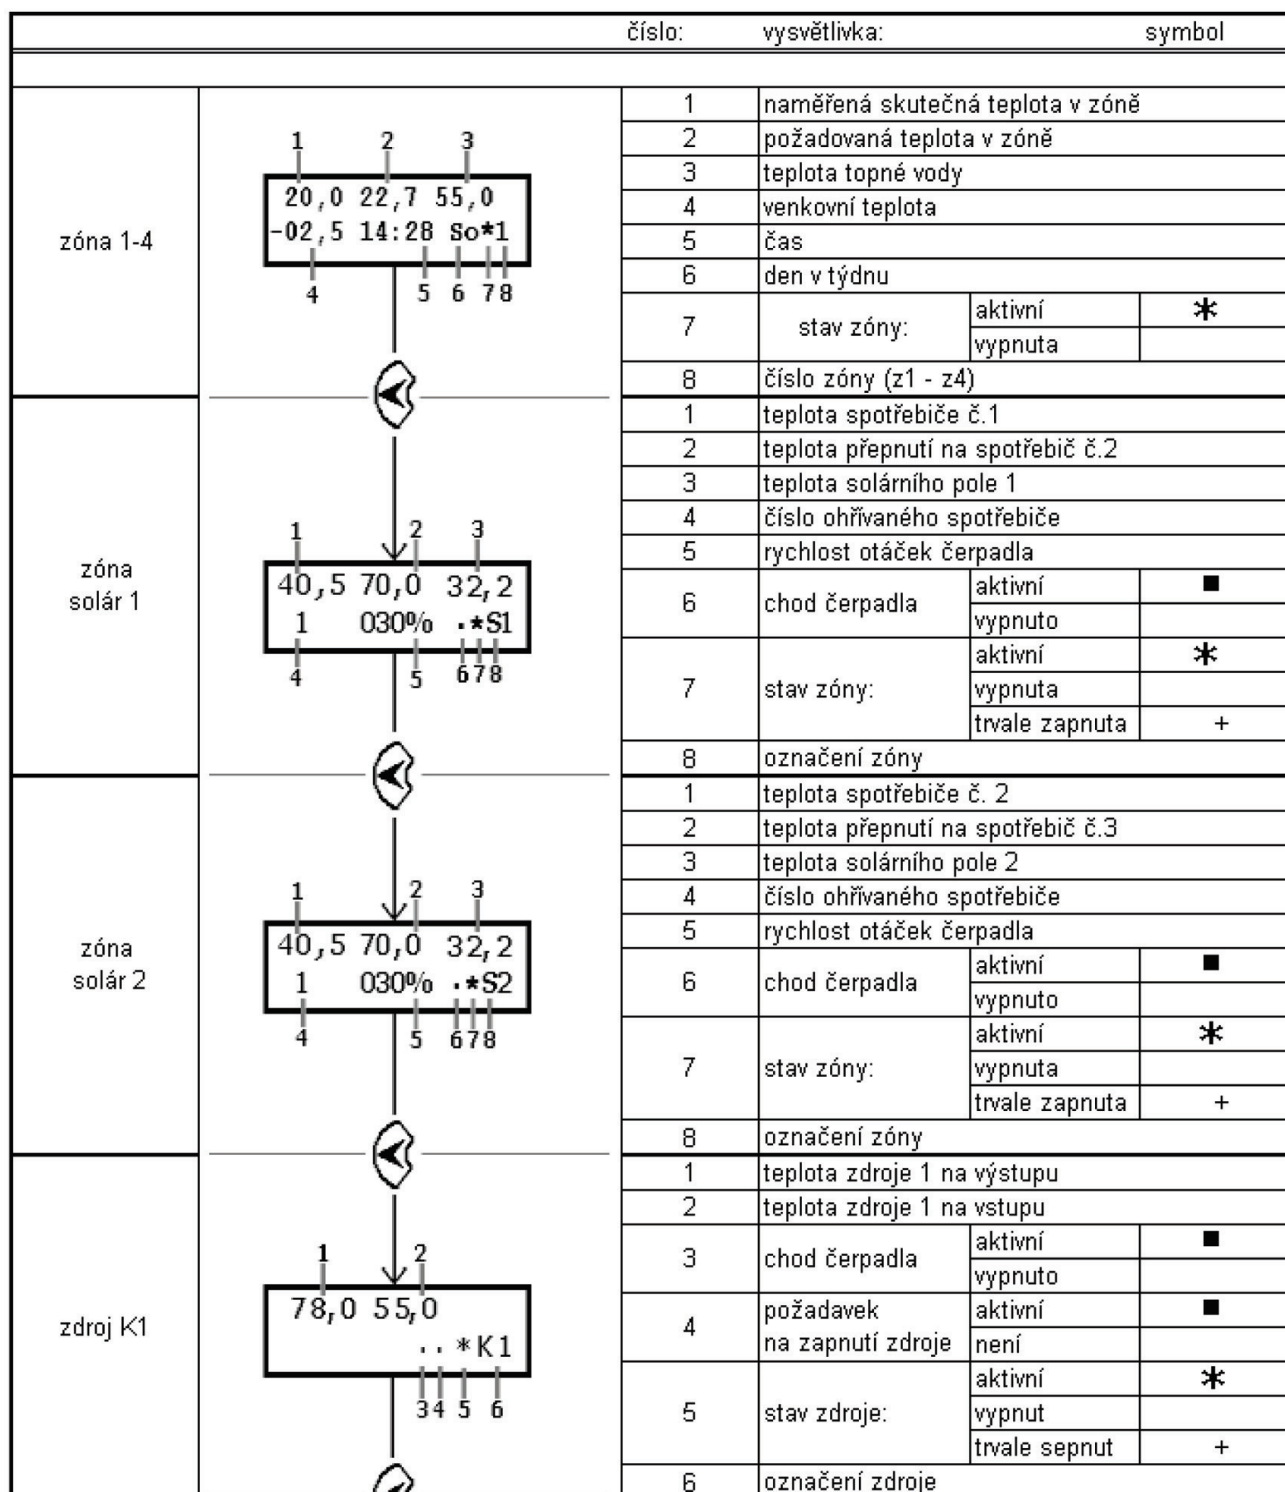 číslo: vysvětlivka: symbol
zóna 1-4
1 2 3
20,0 22,7 55,0
-02,5 14:28 So*1
4 5 6 7 8
1 naměřená skutečná teplota v zóně
2 požadovaná teplota v zóně
3 teplota topné vody
4 venkovní teplota
5 čas
6 den v týdnu
7 stav zóny: aktivní *
vypnuta
8 číslo zóny (z1 - z4)
zóna
solár 1
1 2 3
40,5 70,0 32,2
1 030% .*S1
4 5 6 7 8
1 teplota spotřebiče č.1
2 teplota přepnutí na spotřebič č.2
3 teplota solárního pole 1
4 číslo ohřívaného spotřebiče
5 rychlost otáček čerpadla
6 chod čerpadla aktivní ■
vypnuto
7 stav zóny: aktivní *
vypnuta
trvale zapnuta +
8 označení zóny
zóna
solár 2
1 2 3
40,5 70,0 32,2
1 030% .*S2
4 5 6 7 8
1 teplota spotřebiče č. 2
2 teplota přepnutí na spotřebič č.3
3 teplota solárního pole 2
4 číslo ohřívaného spotřebiče
5 rychlost otáček čerpadla
6 chod čerpadla aktivní ■
vypnuto
7 stav zóny: aktivní *
vypnuta
trvale zapnuta +
8 označení zóny
zdroj K1
1 2
78,0 55,0
. . *K1
3 4 5 6
1 teplota zdroje 1 na výstupu
2 teplota zdroje 1 na vstupu
3 chod čerpadla aktivní ■
vypnuto
4 požadavek na zapnutí zdroje aktivní ■
není
5 stav zdroje: aktivní *
vypnut
trvale sepnut +
6 označení zdroje